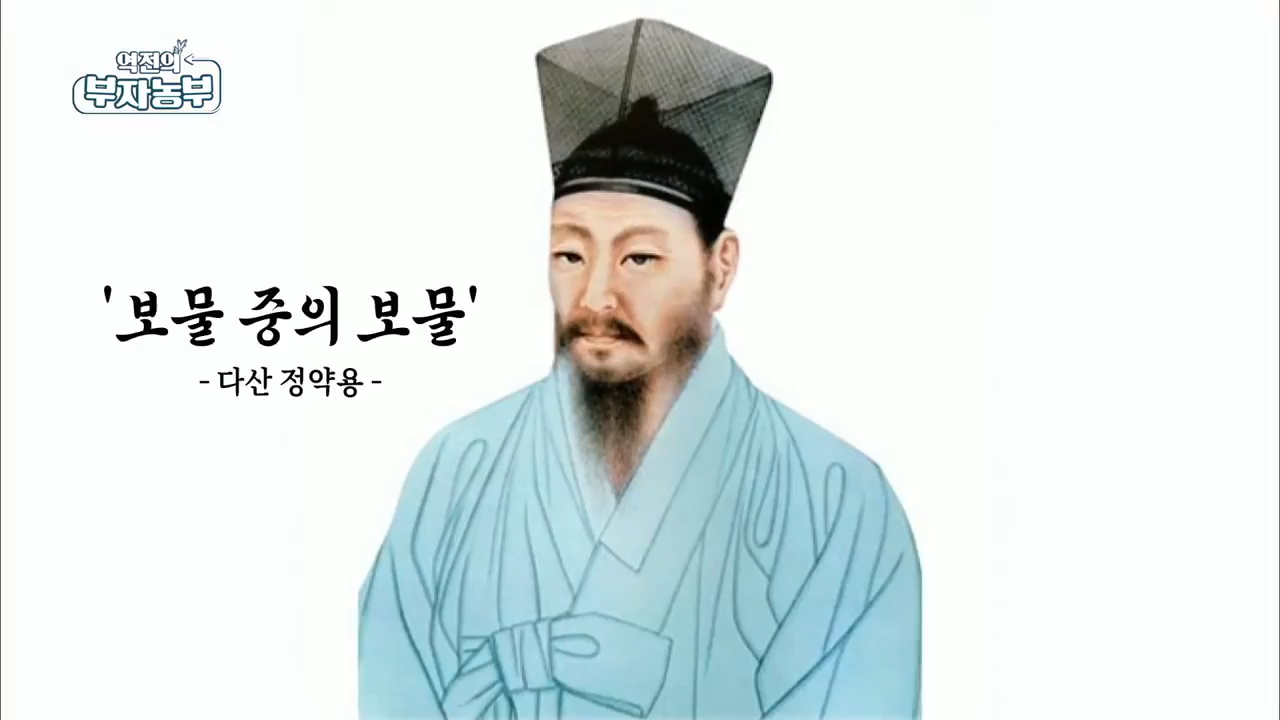 역전의
부자농부
'보물 중의 보물'
- 다산 정약용 -